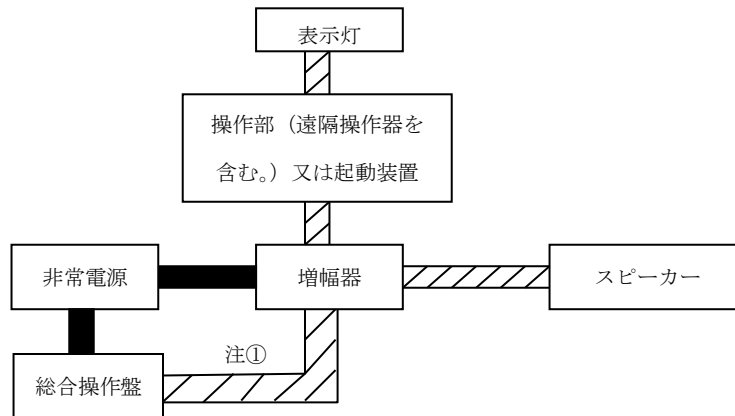 表示灯
操作部（遠隔操作器を
含む。）又は起動装置
非常電源
増幅器
スピーカー
注①
総合操作盤